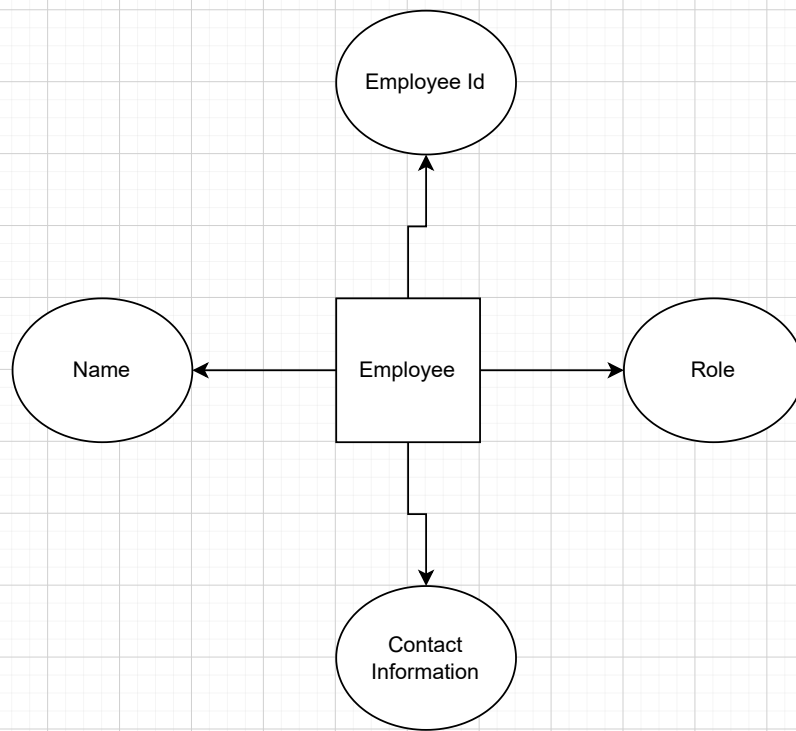 Employee Id
Name
Employee
Role
Contact
Information